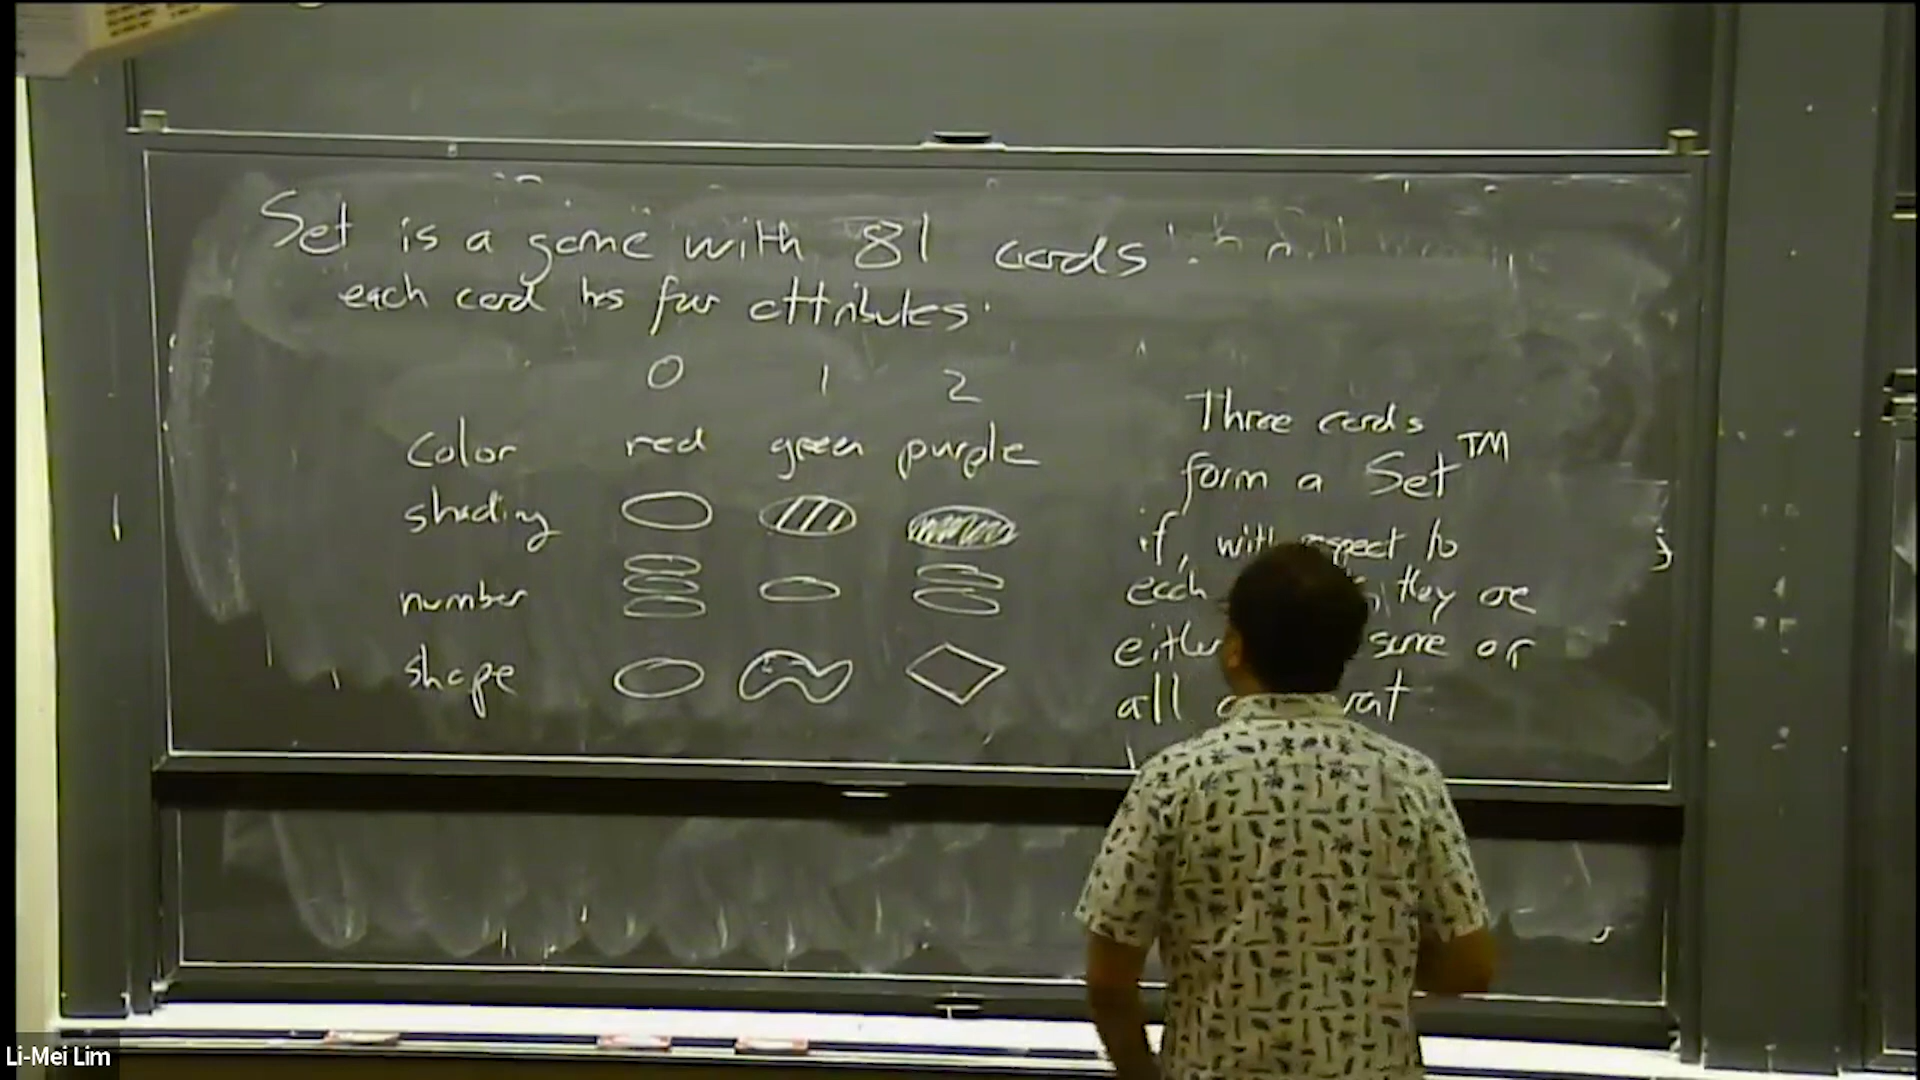 Set is a game with 81 cards
each card has four attributes.
0 1 2
color red green purple
shading
number
shape
Three cards
form a Set TM
if, with respect to
each they are
either same or
all
Li-Mei Lim